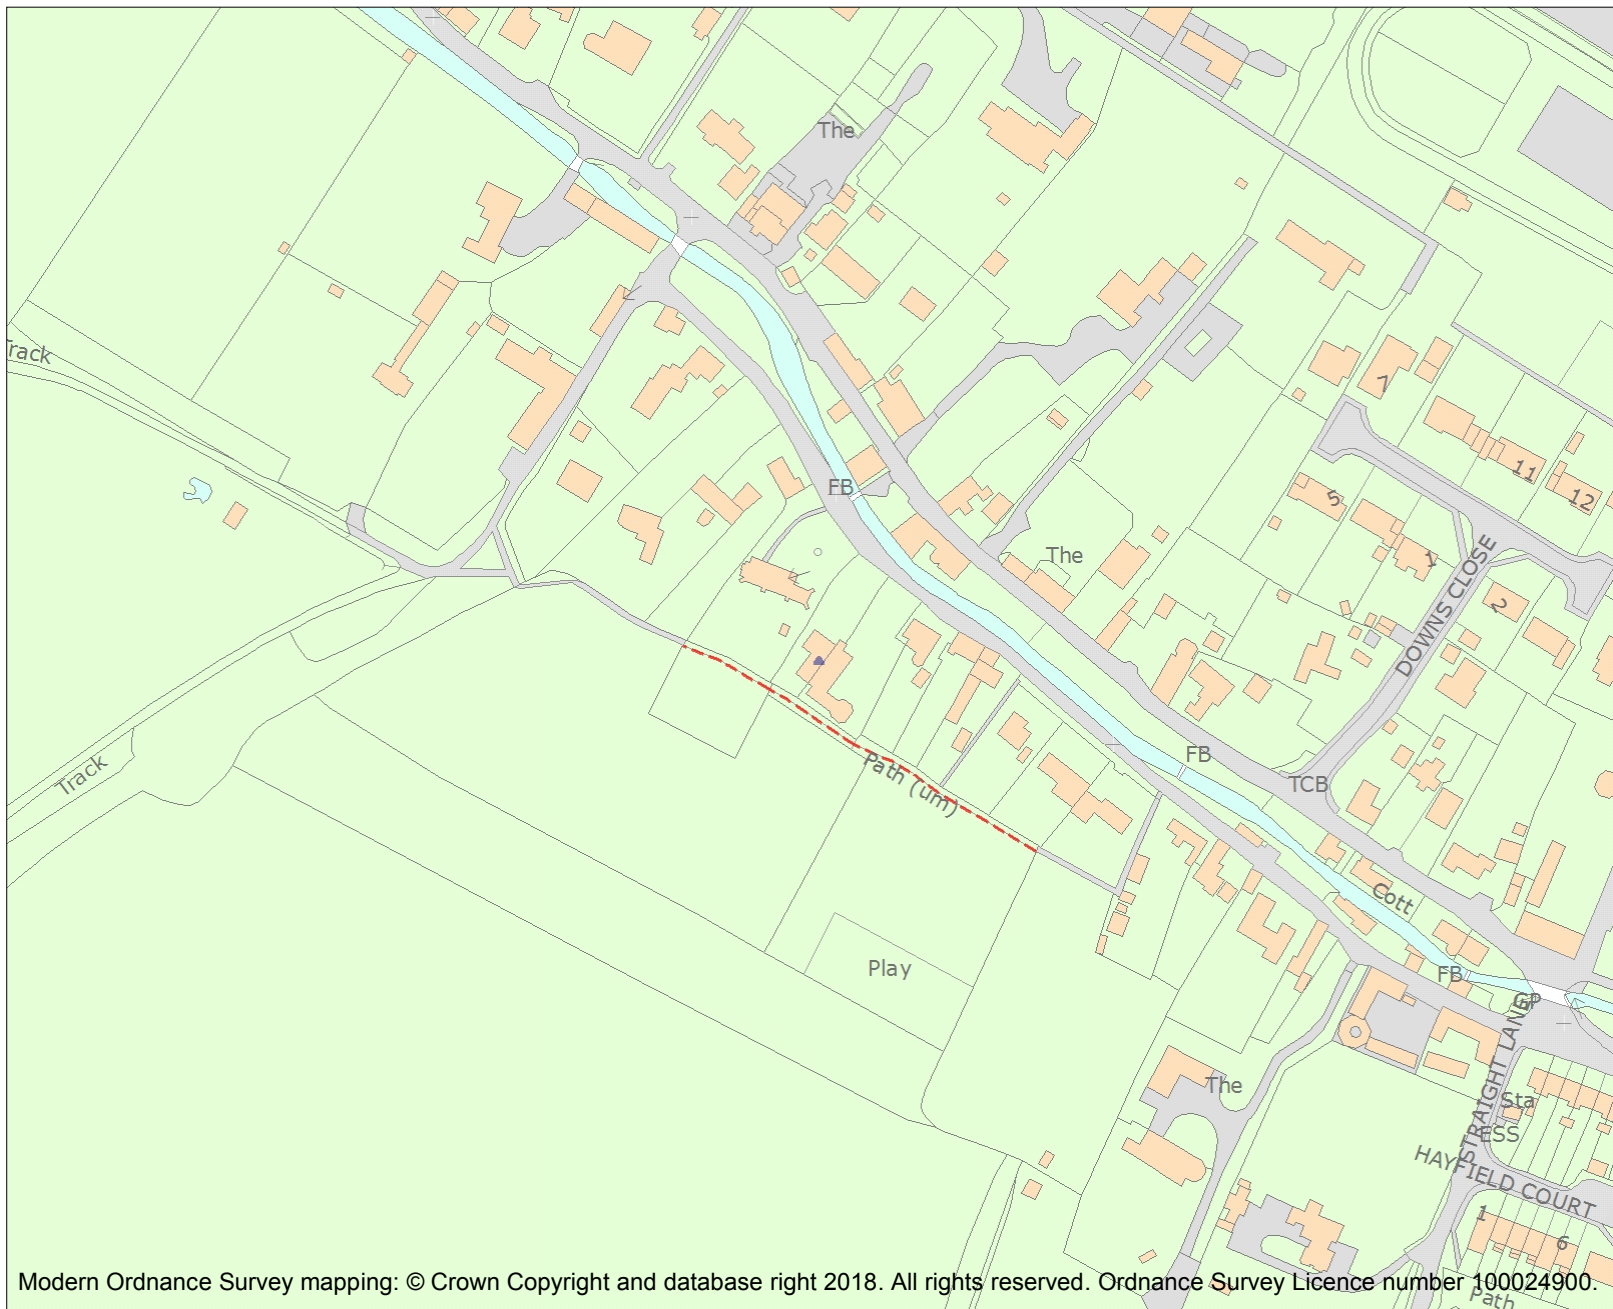 The
Track
7
FB
11
5
12
The
1
DOWNS CLOSE
2
FB
Track
Path (um)
TCB
Cott
Play
FB
GP
STRAIGHT LANE
The
Sta
ESS
HAYFIELD COURT
1
6
Modern Ordnance Survey mapping: © Crown Copyright and database right 2018. All rights reserved. Ordnance Survey Licence number 100024900.
Path